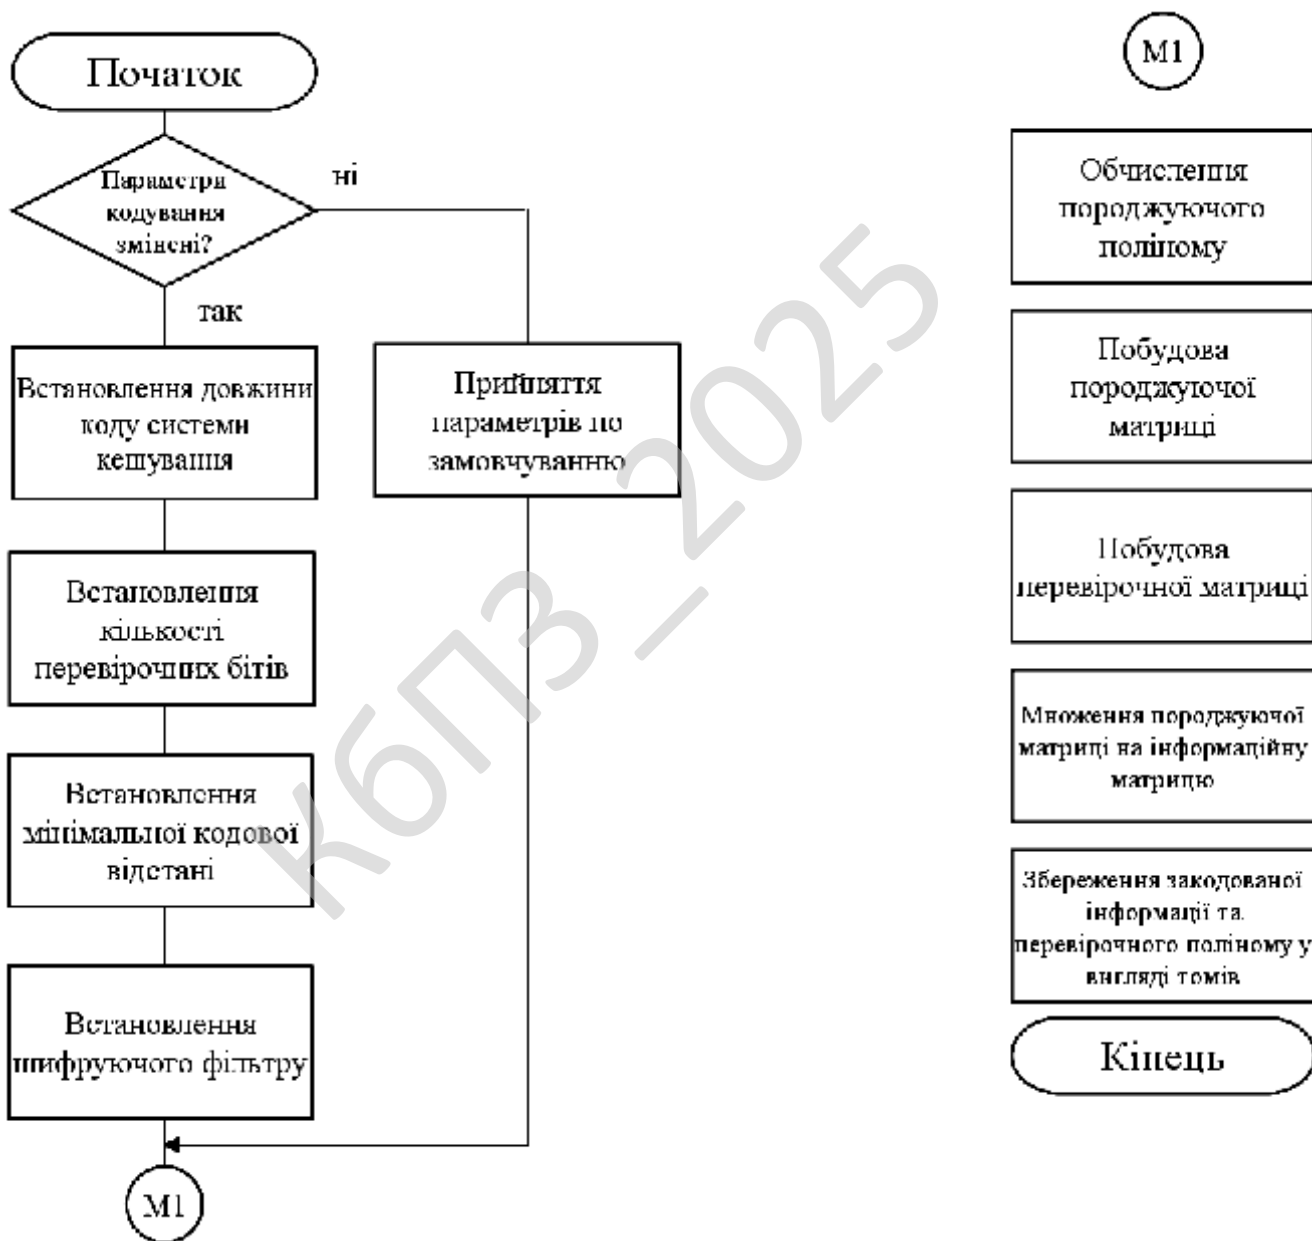 Початок
Параметри
кодування
змінені?
ні
так
Встановлення довжини
коду системи
кешування
Прийняття
параметрів по
замовчуванню
Встановлення
кількості
перевірочних бітів
Встановлення
мінімальної кодової
відстані
Встановлення
шифруючого фільтру
М1
М1
Обчислення
породжуючого
поліному
Побудова
породжуючої
матриці
Побудова
перевірочної матриці
Множення породжуючої
матриці на інформаційну
матрицю
Збереження закодованої
інформації та
перевірочного поліному у
вигляді томів
Кінець
КбПЗ_2025